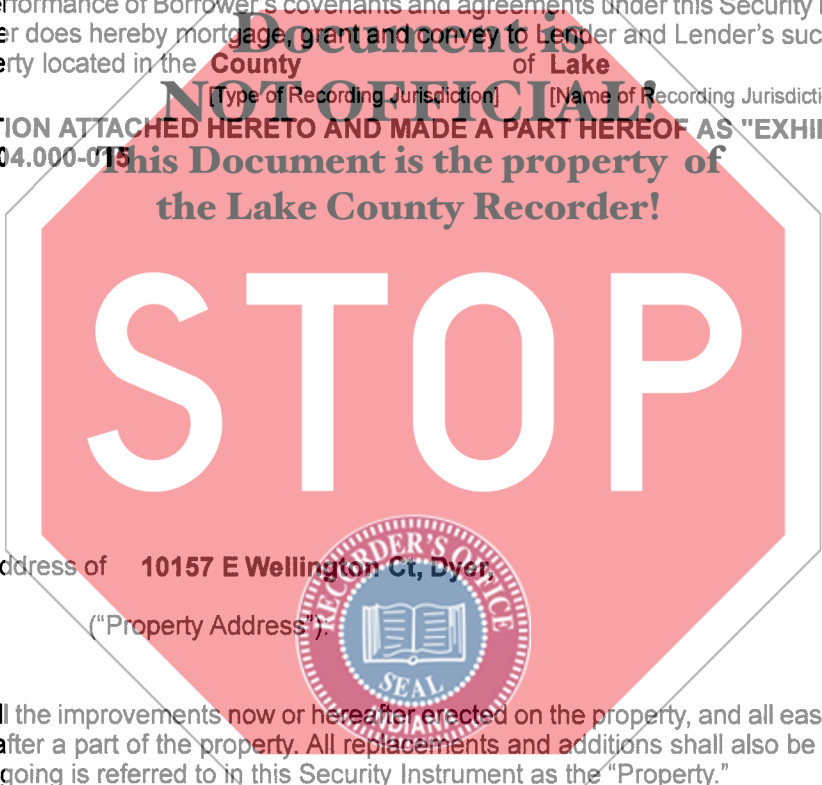 rformance of Borrower's covenants and agreements under this Security
Document is
er does hereby mortgage, grant and convey to Lender and Lender's suc
erty located in the County of Lake
NOT OFFICIAL!
[Type of Recording Jurisdiction] [Name of Recording Jurisdicti
TION ATTACHED HERETO AND MADE A PART HEREOF AS "EXHI
04.000-015
This Document is the property of
the Lake County Recorder!
STOP
RECORDER'S OFFICE
ddress of 10157 E Wellington Ct, Dyer,
("Property Address"):
SEAL
INDIANA
ll the improvements now or hereafter erected on the property, and all eas
after a part of the property. All replacements and additions shall also be
going is referred to in this Security Instrument as the "Property."